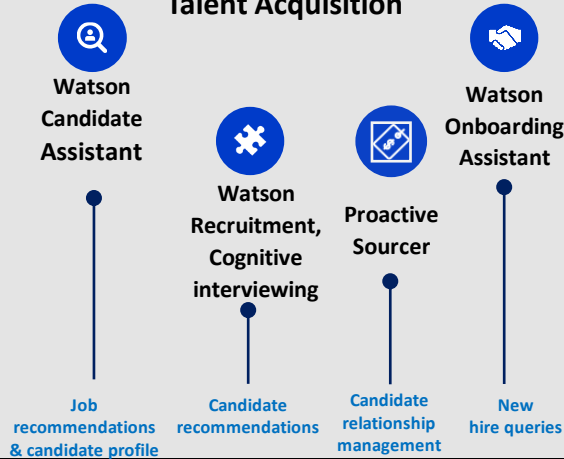 Talent Acquisition
Watson
Candidate
Assistant
Watson
Recruitment,
Cognitive
interviewing
Proactive
Sourcer
Watson
Onboarding
Assistant
Job
recommendations
& candidate profile
Candidate
recommendations
Candidate
relationship
management
New
hire queries